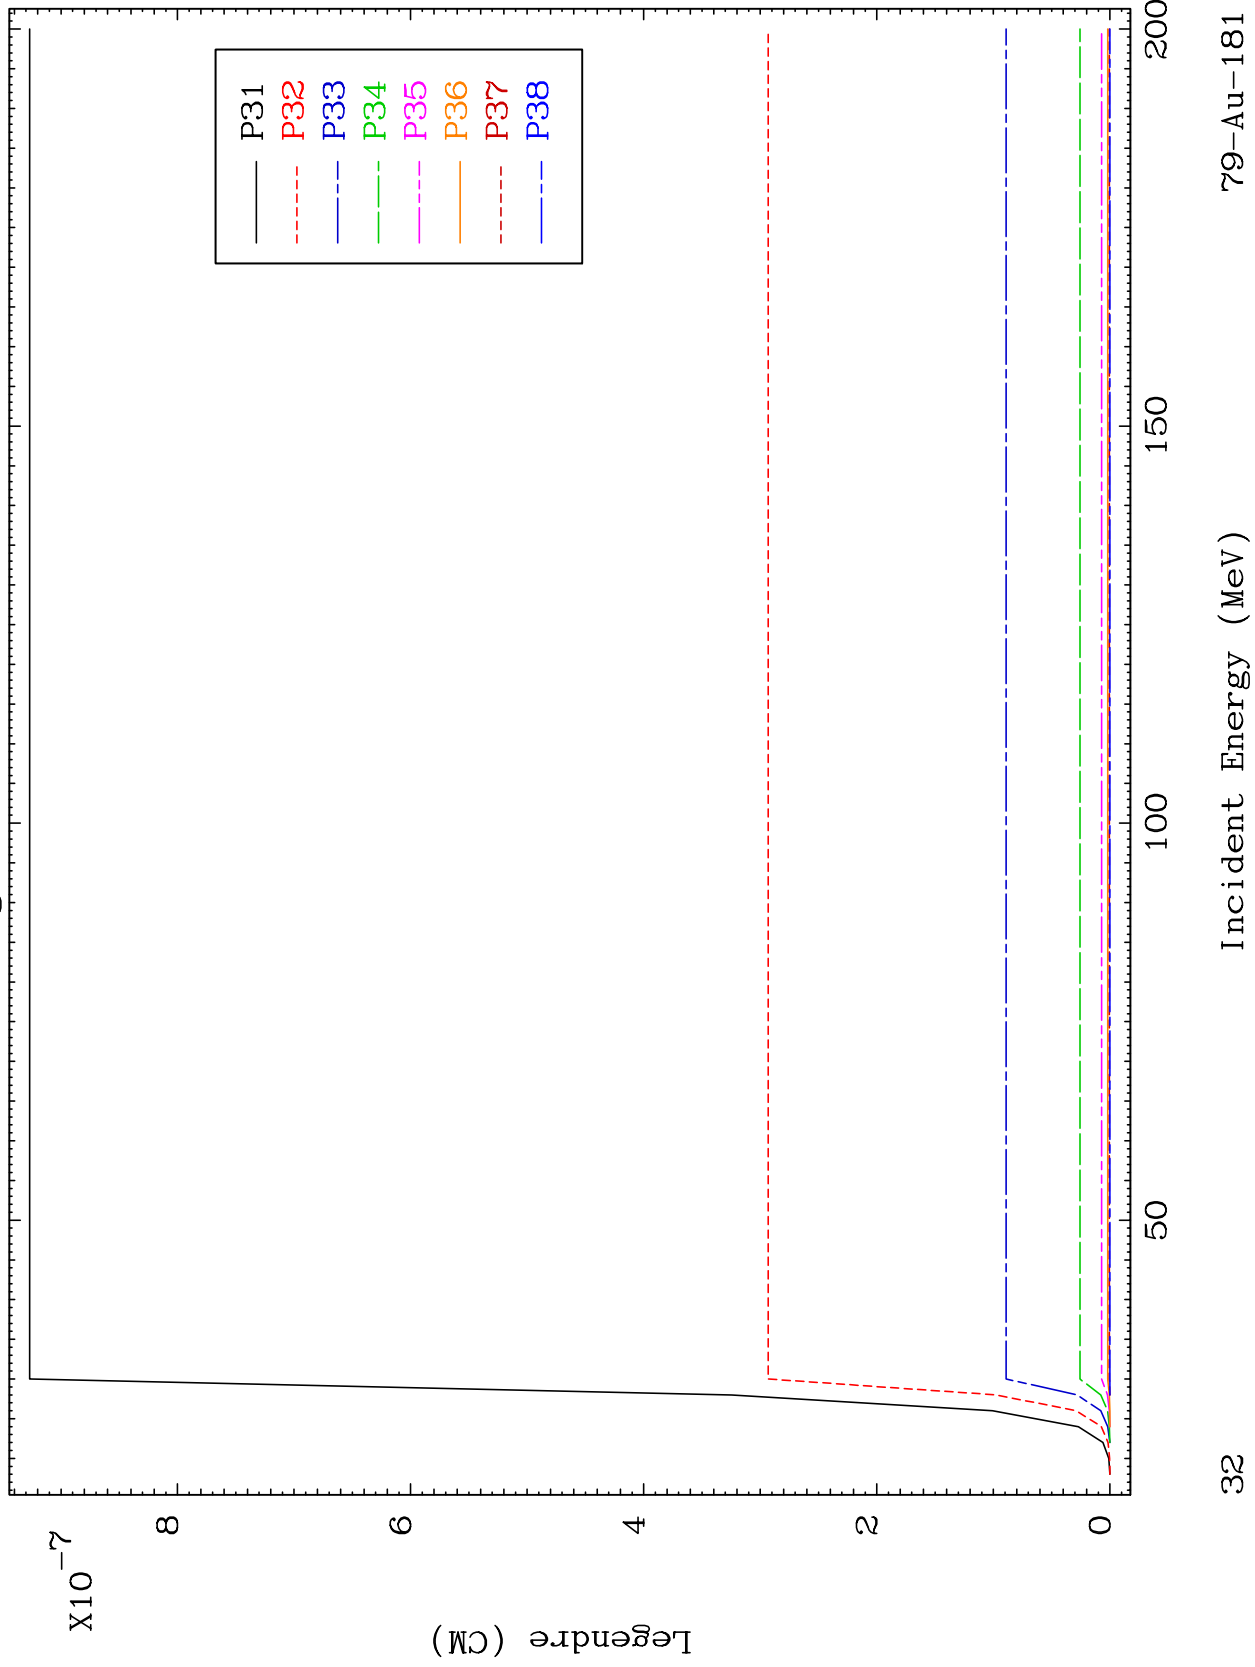 X10-7
8
6
4
2
0
Legendre (CM)
P31
P32
P33
P34
P35
P36
P37
P38
50
100
150
200
32
Incident Energy (MeV)
79-Au-181